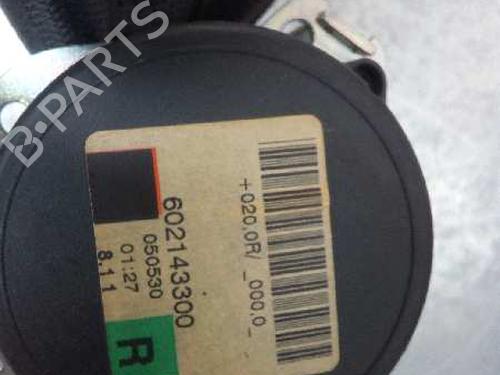 B-PARTS
+020,0R/ _000,0_
602143300
050530
01:27
8.11
R